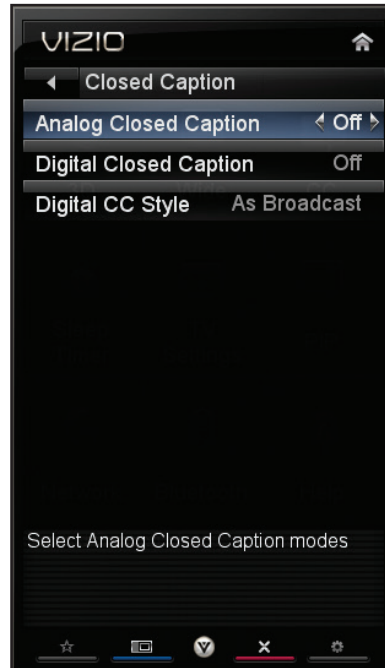 VIZIO
Closed Caption
Analog Closed Caption Off
Digital Closed Caption Off
Digital CC Style As Broadcast
Select Analog Closed Caption modes